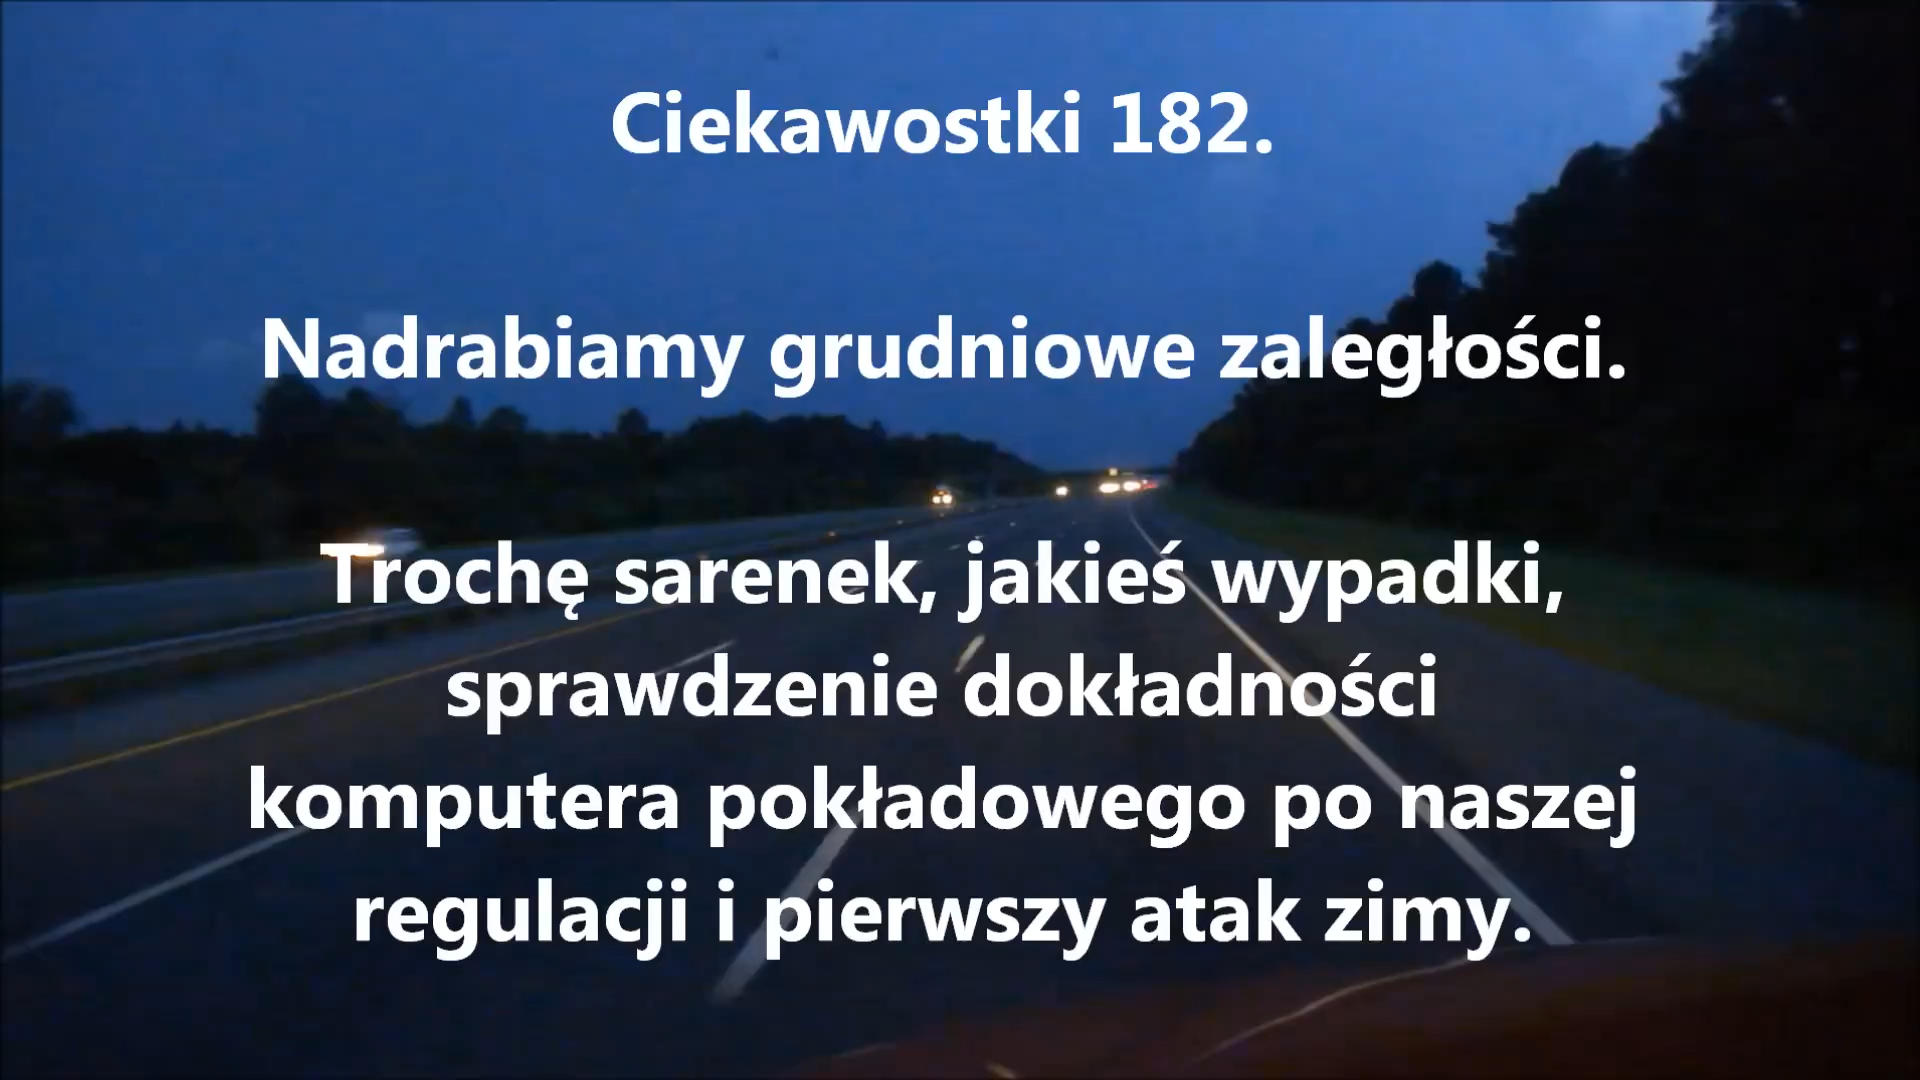 Ciekawostki 182.
Nadrabiamy grudniowe zaległości.
Trochę sarenek, jakieś wypadki,
sprawdzenie dokładności
komputera pokładowego po naszej
regulacji i pierwszy atak zimy.